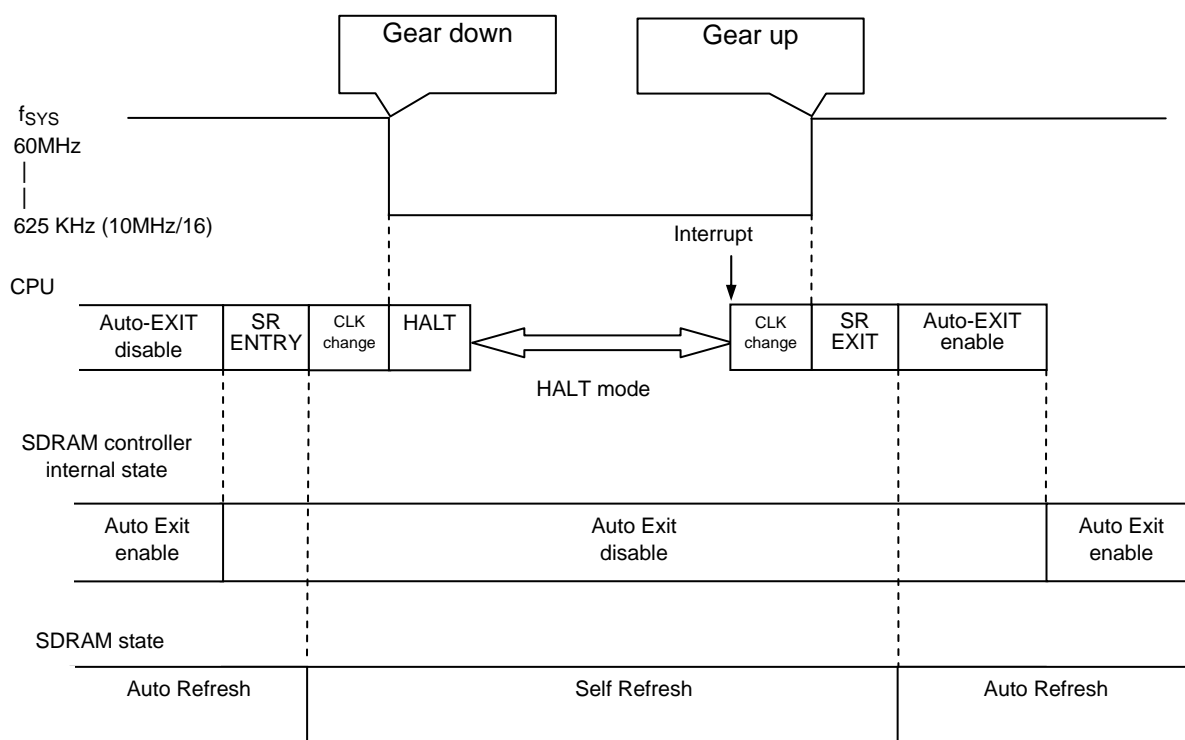 Gear down
Gear up
fSYS
60MHz
|
|
625 KHz (10MHz/16)
Interrupt
CPU
Auto-EXIT
disable
SR
ENTRY
CLK
change
HALT
CLK
change
SR
EXIT
Auto-EXIT
enable
HALT mode
SDRAM controller
internal state
Auto Exit
enable
Auto Exit
disable
Auto Exit
enable
SDRAM state
Auto Refresh
Self Refresh
Auto Refresh